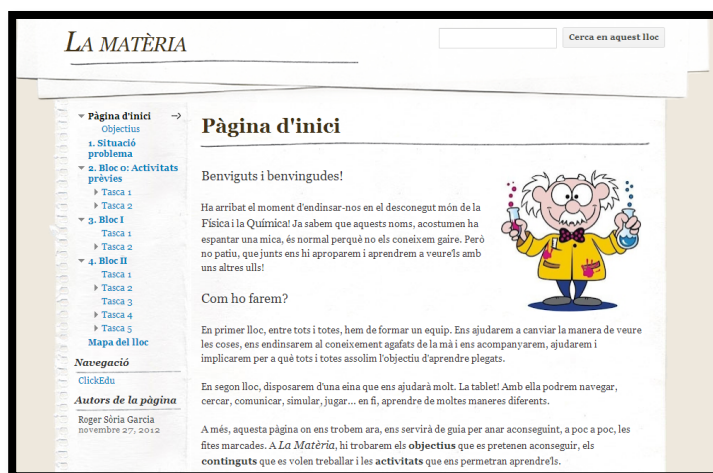 LA MATÈRIA
Cerca en aquest lloc
Pàgina d'inici
Objectius
1. Situació
problema
2. Bloc 0: Activitats
prèvies
Tasca 1
Tasca 2
3. Bloc I
Tasca 1
Tasca 2
4. Bloc II
Tasca 1
Tasca 2
Tasca 3
Tasca 4
Tasca 5
Mapa del lloc
Navegació
ClickEdu
Autors de la pàgina
Roger Sòria Garcia
novembre 27, 2012
Pàgina d'inici
Benviguts i benvingudes!
Ha arribat el moment d'endinsar-nos en el desconegut món de la
Física i la Química! Ja sabem que aquests noms, acostumen ha
espantar una mica, és normal perquè no els coneixem gaire. Però
no patiu, que junts ens hi aproparem i aprendrem a veure'ls amb
uns altres ulls!
Com ho farem?
En primer lloc, entre tots i totes, hem de formar un equip. Ens ajudarem a canviar la manera de veure
les coses, ens endinsarem al coneixement agafats de la mà i ens acompanyarem, ajudarem i
implicarem per a què tots i totes assolim l'objectiu d'aprendre plegats.
En segon lloc, disposarem d'una eina que ens ajudarà molt. La tablet! Amb ella podrem navegar,
cercar, comunicar, simular, jugar... en fi, aprendre de moltes maneres diferents.
A més, aquesta pàgina on ens trobem ara, ens servirà de guia per anar aconseguint, a poc a poc, les
fites marcades. A La Matèria, hi trobarem els objectius que es pretenen aconseguir, els
continguts que es volen treballar i les activitats que ens permetran aprendre'ls.